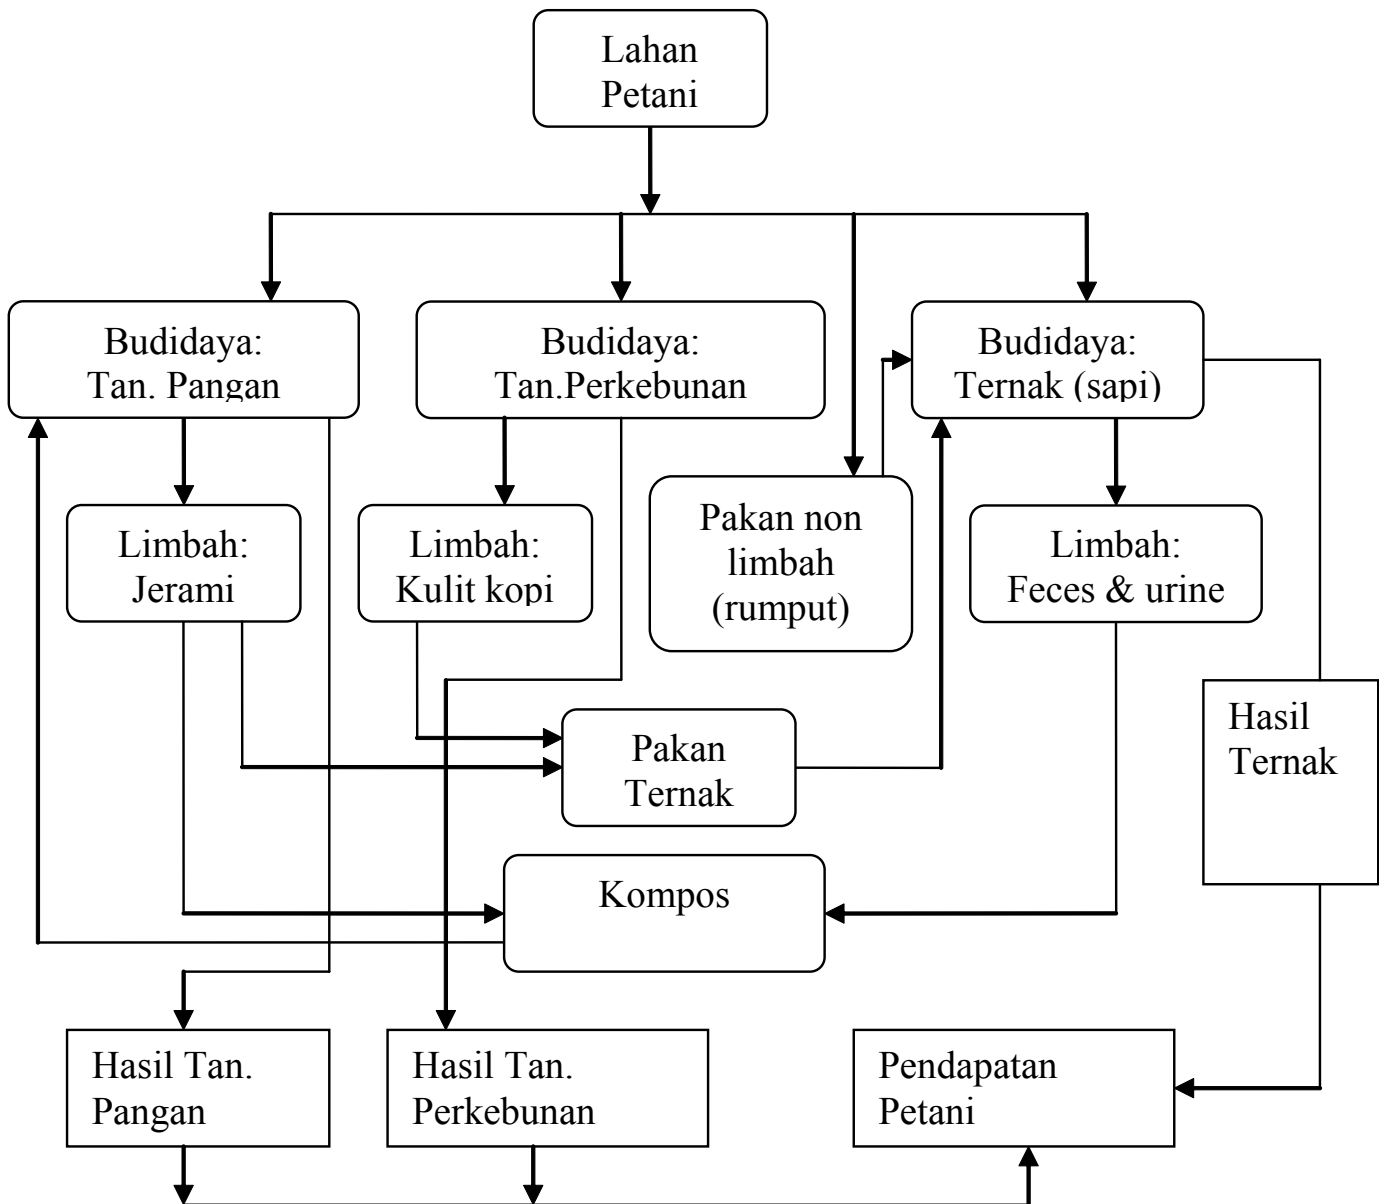 Lahan
Petani
Budidaya:
Tan. Pangan
Budidaya:
Tan.Perkebunan
Budidaya:
Ternak (sapi)
Limbah:
Jerami
Limbah:
Kulit kopi
Pakan non
limbah
(rumput)
Limbah:
Feces & urine
Hasil
Ternak
Pakan
Ternak
Kompos
Hasil Tan.
Pangan
Hasil Tan.
Perkebunan
Pendapatan
Petani